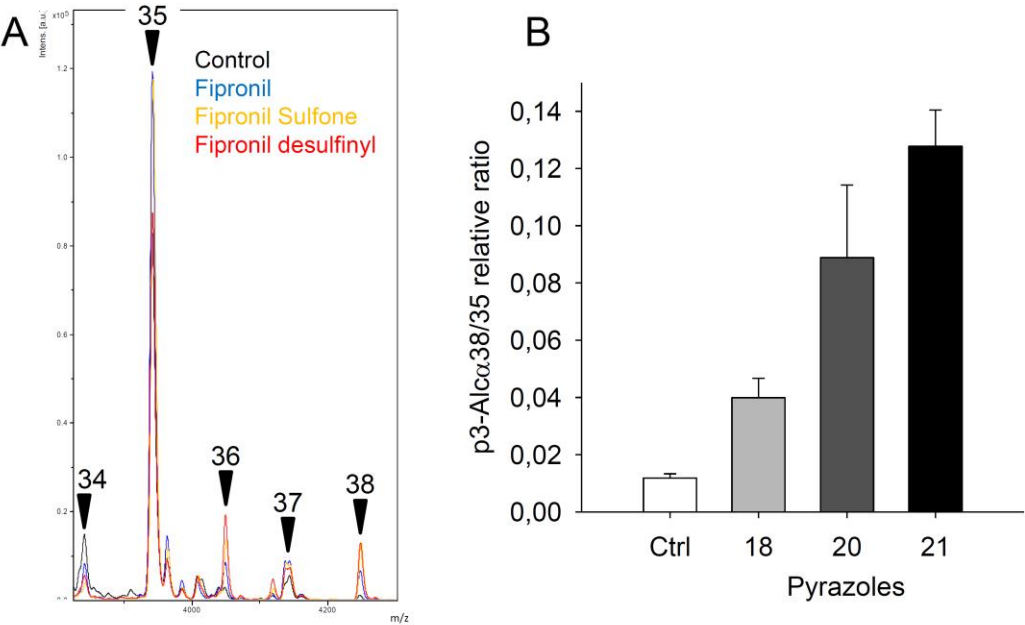 A
Intens. [a.u.]
x10⁵
35
Control
Fipronil
Fipronil Sulfone
Fipronil desulfinyl
1.2
1.0
0.8
0.6
0.4
34
36
37
38
0.2
0.0
4000
4200
m/z
B
p3-Alcα38/35 relative ratio
0,14
0,12
0,10
0,08
0,06
0,04
0,02
0,00
Ctrl 18 20 21
Pyrazoles